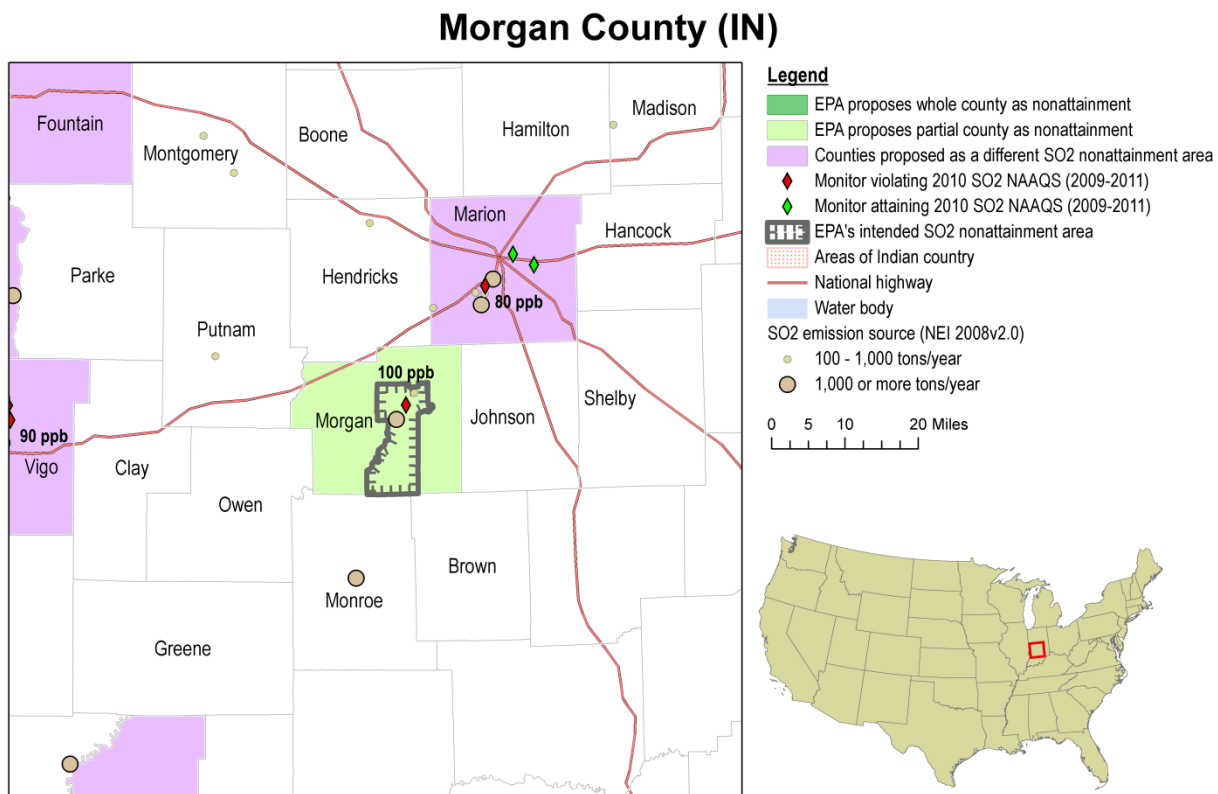 Morgan County (IN)
Fountain
Montgomery
Boone
Hamilton
Madison
Parke
Putnam
Hendricks
Marion
Hancock
80 ppb
100 ppb
Morgan
Johnson
Shelby
90 ppb
Vigo
Clay
Owen
Brown
Monroe
Greene
Legend
EPA proposes whole county as nonattainment
EPA proposes partial county as nonattainment
Counties proposed as a different SO2 nonattainment area
Monitor violating 2010 SO2 NAAQS (2009-2011)
Monitor attaining 2010 SO2 NAAQS (2009-2011)
EPA's intended SO2 nonattainment area
Areas of Indian country
National highway
Water body
SO2 emission source (NEI 2008v2.0)
100 - 1,000 tons/year
1,000 or more tons/year
0 5 10 20 Miles